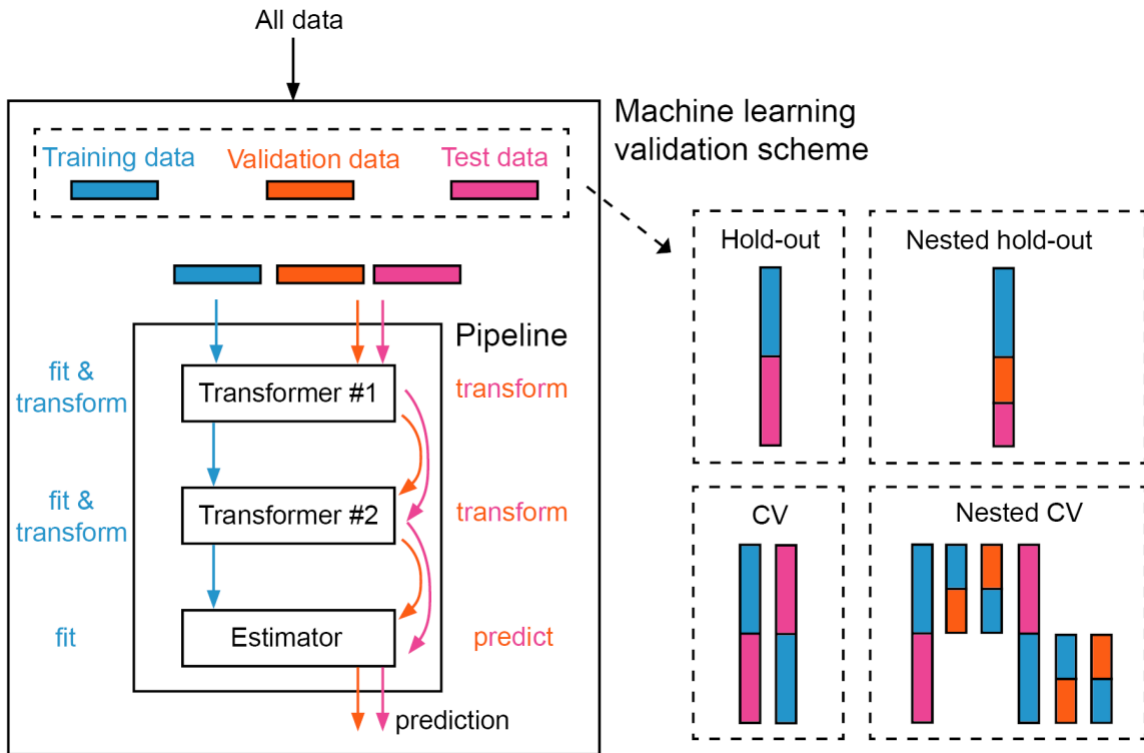 All data
Machine learning
validation scheme
Training data
Validation data
Test data
Hold-out
Nested hold-out
Pipeline
fit &
transform
Transformer #1
transform
fit &
transform
Transformer #2
transform
CV
Nested CV
fit
Estimator
predict
prediction